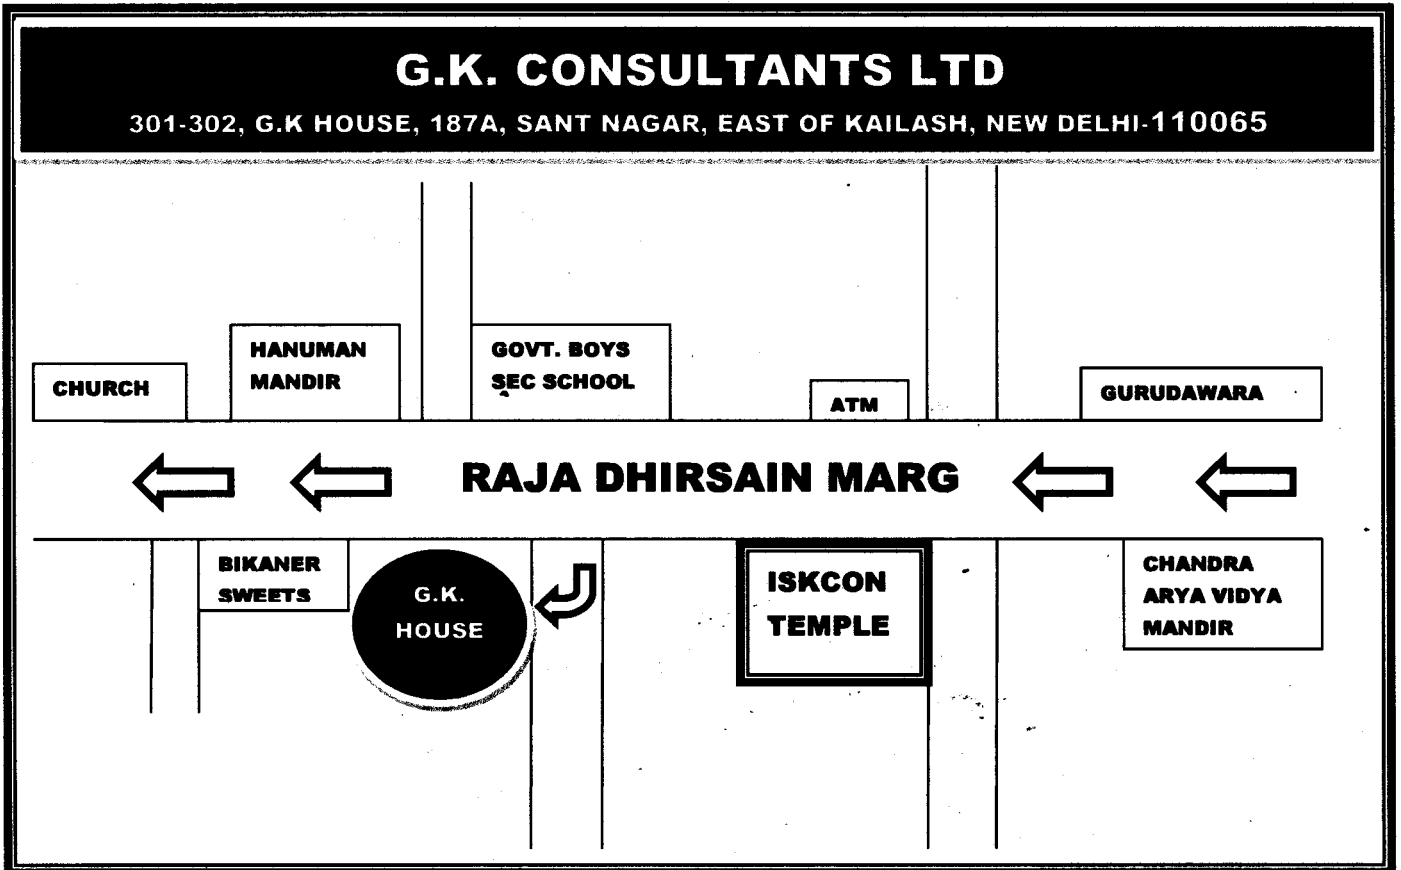 G.K. CONSULTANTS LTD
301-302, G.K HOUSE, 187A, SANT NAGAR, EAST OF KAILASH, NEW DELHI-110065
HANUMAN
MANDIR
GOVT. BOYS
SEC SCHOOL
CHURCH
ATM
GURUDAWARA
RAJA DHIRSAIN MARG
BIKANER
SWEETS
G.K.
HOUSE
ISKCON
TEMPLE
CHANDRA
ARYA VIDYA
MANDIR